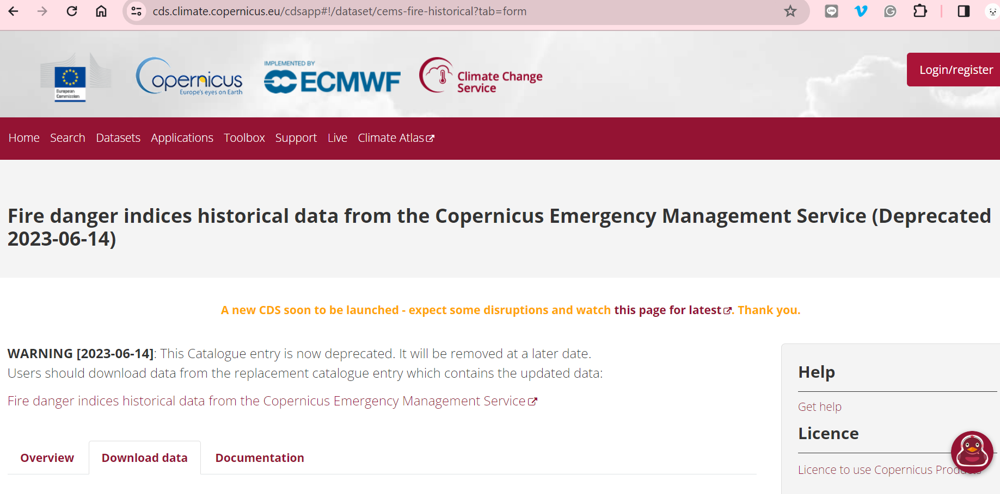 cds.climate.copernicus.eu/cdsapp#!/dataset/cems-fire-historical?tab=form
LINE
European
Commission
opernicus
Europe's eyes on Earth
IMPLEMENTED BY
ECMWF
Climate Change
Service
Login/register
Home Search Datasets Applications Toolbox Support Live Climate Atlas
Fire danger indices historical data from the Copernicus Emergency Management Service (Deprecated
2023-06-14)
A new CDS soon to be launched - expect some disruptions and watch this page for latest. Thank you.
WARNING [2023-06-14]: This Catalogue entry is now deprecated. It will be removed at a later date.
Users should download data from the replacement catalogue entry which contains the updated data:
Fire danger indices historical data from the Copernicus Emergency Management Service
Overview Download data Documentation
Help
Get help
Licence
Licence to use Copernicus Products